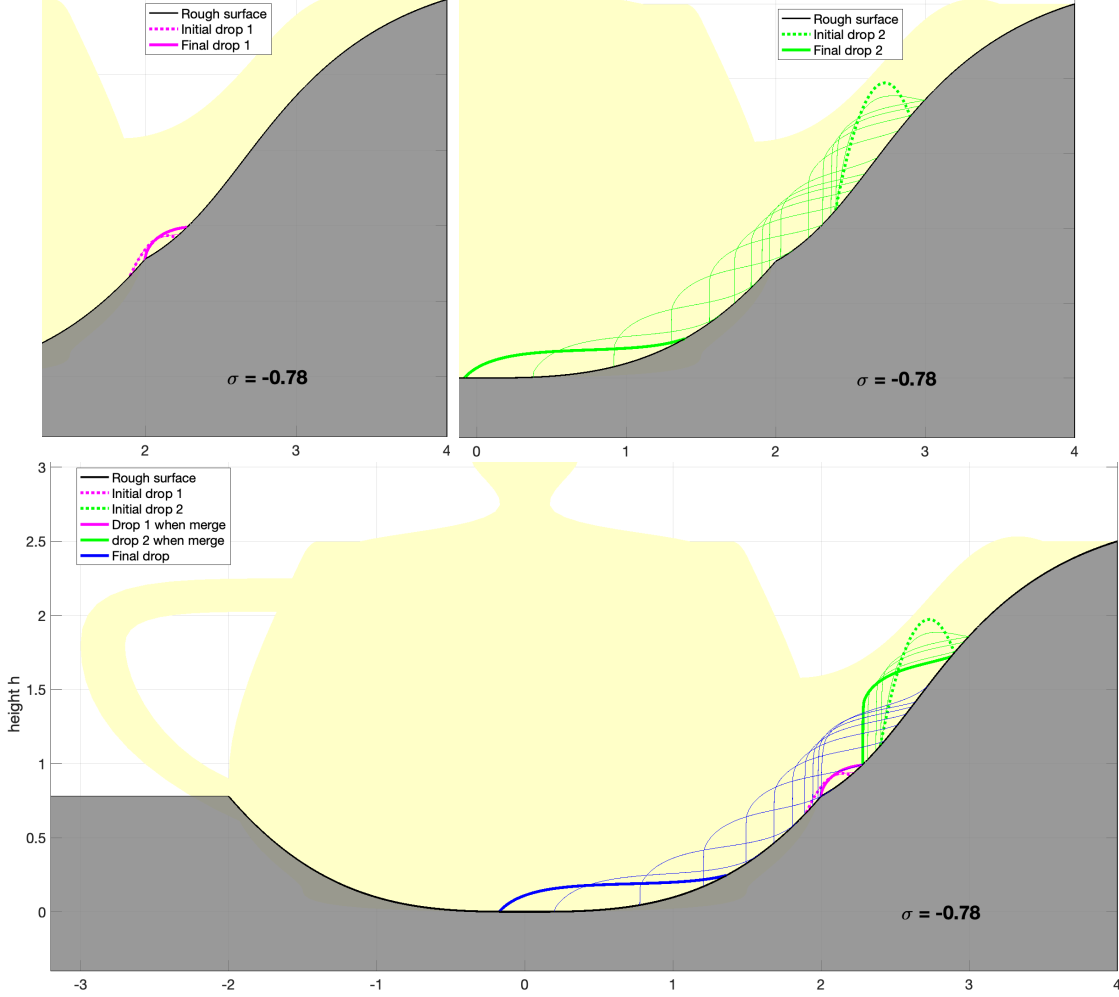 Rough surface
Initial drop 1
Final drop 1
σ = -0.78
2
3
4
Rough surface
Initial drop 2
Final drop 2
σ = -0.78
0
1
2
3
4
Rough surface
Initial drop 1
Initial drop 2
Drop 1 when merge
drop 2 when merge
Final drop
height h
3
2.5
2
1.5
1
0.5
0
σ = -0.78
-3
-2
-1
0
1
2
3
4